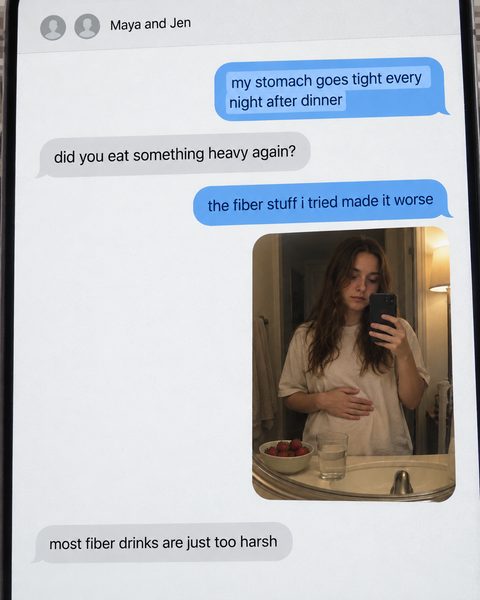 Maya and Jen
my stomach goes tight every
night after dinner
did you eat something heavy again?
the fiber stuff i tried made it worse
most fiber drinks are just too harsh